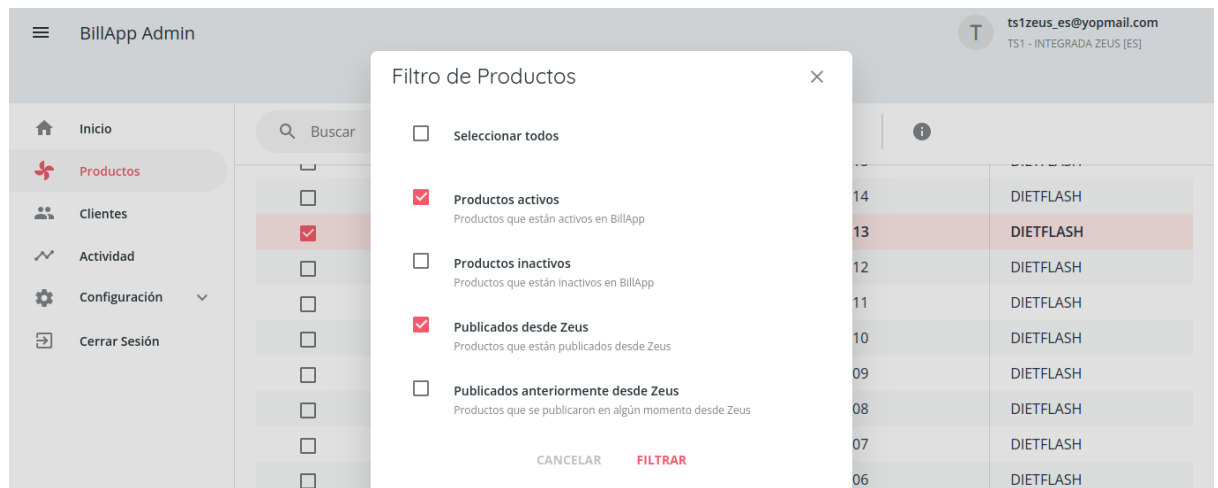 BillApp Admin
T
ts1zeus_es@yopmail.com
TS1 - INTEGRADA ZEUS [ES]
Filtro de Productos
Inicio
Productos
Clientes
Actividad
Configuración
Cerrar Sesión
Buscar
Seleccionar todos
Productos activos
Productos que están activos en BillApp
Productos inactivos
Productos que están inactivos en BillApp
Publicados desde Zeus
Productos que están publicados desde Zeus
Publicados anteriormente desde Zeus
Productos que se publicaron en algún momento desde Zeus
CANCELAR FILTRAR
14 DIETFLASH
13 DIETFLASH
12 DIETFLASH
11 DIETFLASH
10 DIETFLASH
09 DIETFLASH
08 DIETFLASH
07 DIETFLASH
06 DIETFLASH